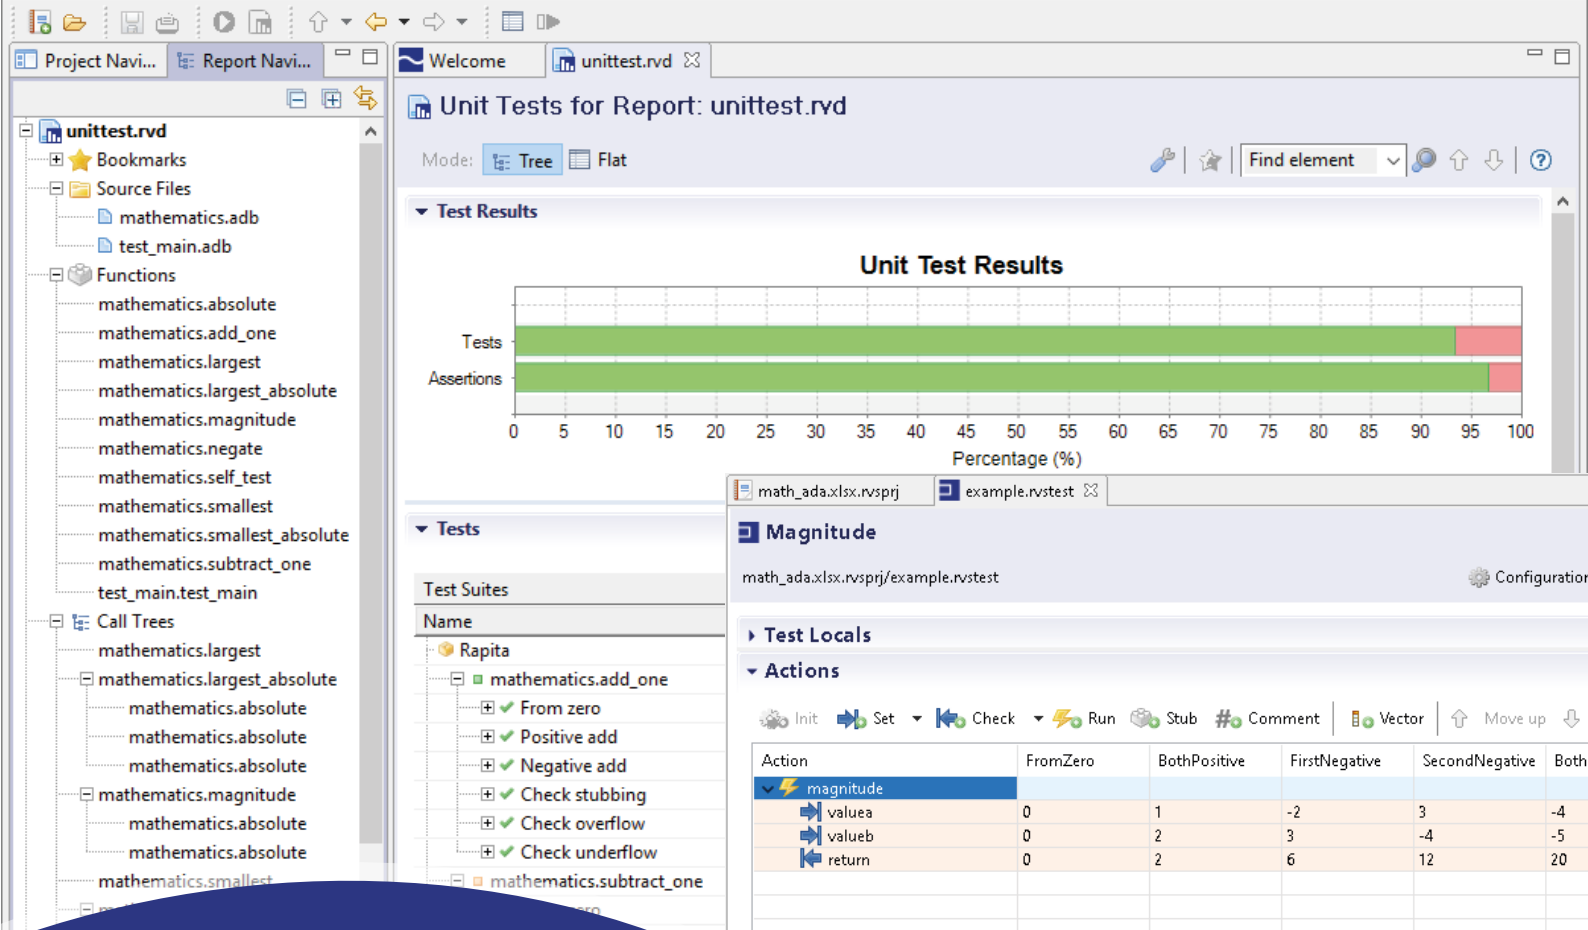 Project Navi...
Report Navi...
unittest.rvd
Bookmarks
Source Files
mathematics.adb
test_main.adb
Functions
mathematics.absolute
mathematics.add_one
mathematics.largest
mathematics.largest_absolute
mathematics.magnitude
mathematics.negate
mathematics.self_test
mathematics.smallest
mathematics.smallest_absolute
mathematics.subtract_one
test_main.test_main
Call Trees
mathematics.largest
mathematics.largest_absolute
mathematics.absolute
mathematics.absolute
mathematics.absolute
mathematics.magnitude
mathematics.absolute
mathematics.absolute
mathematics.smallest
Welcome
unittest.rvd
Unit Tests for Report: unittest.rvd
Mode: Tree Flat
Find element
Test Results
Unit Test Results
Tests
Assertions
0 5 10 15 20 25 30 35 40 45 50 55 60 65 70 75 80 85 90 95 100
Percentage (%)
Tests
Test Suites
Name
Rapita
mathematics.add_one
From zero
Positive add
Negative add
Check stubbing
Check overflow
Check underflow
mathematics.subtract_one
math_ada.xlsx.rvsprj
example.rvstest
Magnitude
math_ada.xlsx.rvsprj/example.rvstest
Configuration
Test Locals
Actions
Init Set Check Run Stub Comment Vector Move up
Action FromZero BothPositive FirstNegative SecondNegative Both
magnitude
valuea 0 1 -2 3 -4
valueb 0 2 3 -4 -5
return 0 2 6 12 20